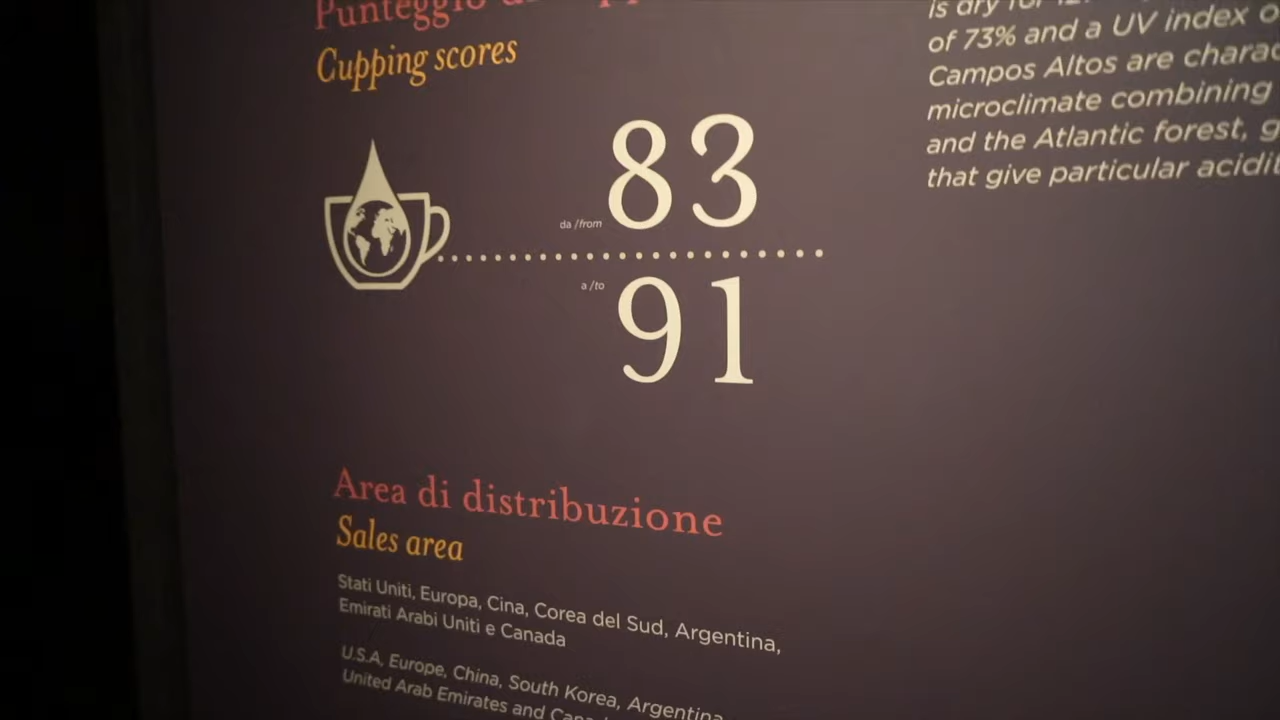 Punteggio
Cupping scores
da /from
83
a /to
91
Area di distribuzione
Sales area
Stati Uniti, Europa, Cina, Corea del Sud, Argentina,
Emirati Arabi Uniti e Canada
U.S.A, Europe, China, South Korea, Argentina
United Arab Emirates and
is dry for
of 73% and a UV index
Campos Altos are
microclimate combining
and the Atlantic forest,
that give particular